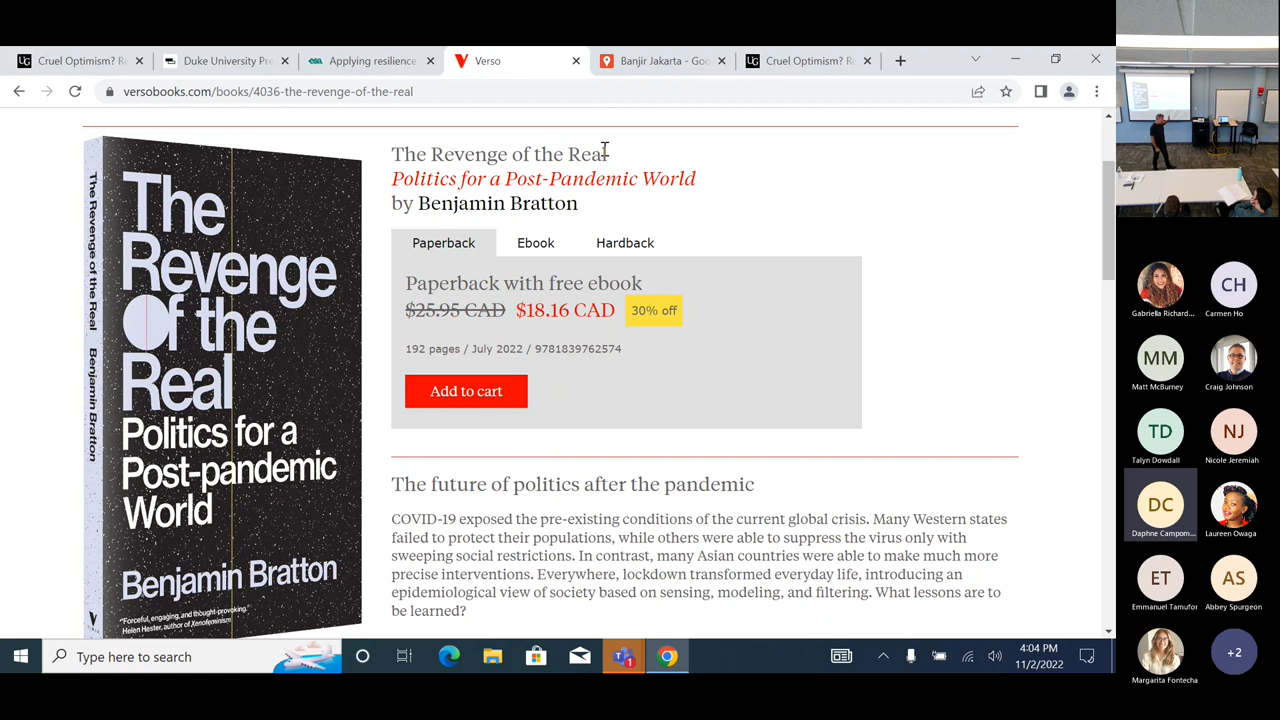 Cruel Optimism? R
Duke University Pre
Applying resilience
Verso
Banjir Jakarta - Goo
Cruel Optimism? R
versobooks.com/books/4036-the-revenge-of-the-real
The Revenge of the Real
Politics for a Post-Pandemic World
by Benjamin Bratton
Paperback
Ebook
Hardback
Paperback with free ebook
$25.95 CAD $18.16 CAD 30% off
192 pages / July 2022 / 9781839762574
Add to cart
The future of politics after the pandemic
COVID-19 exposed the pre-existing conditions of the current global crisis. Many Western states
failed to protect their populations, while others were able to suppress the virus only with
sweeping social restrictions. In contrast, many Asian countries were able to make much more
precise interventions. Everywhere, lockdown transformed everyday life, introducing an
epidemiological view of society based on sensing, modeling, and filtering. What lessons are to
be learned?
The Revenge of the Real Benjamin Bratton
The
Revenge
Of the
Real
Politics for a
Post-pandemic
World
Benjamin Bratton
"Forceful, engaging, and thought-provoking."
Helen Hester, author of Xenofeminism
Type here to search
4:04 PM
11/2/2022
Gabriella Richard...
CH
Carmen Ho
MM
Matt McBurney
Craig Johnson
TD
Talyn Dowdall
NJ
Nicole Jeremiah
DC
Daphne Campom...
Laureen Owaga
ET
Emmanuel Tamufor
AS
Abbey Spurgeon
Margarita Fontecha
+2